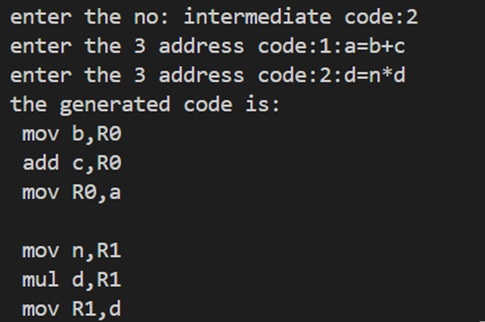 enter the no: intermediate code:2
enter the 3 address code:1:a=b+c
enter the 3 address code:2:d=n*d
the generated code is:
mov b,R0
add c,R0
mov R0,a
mov n,R1
mul d,R1
mov R1,d